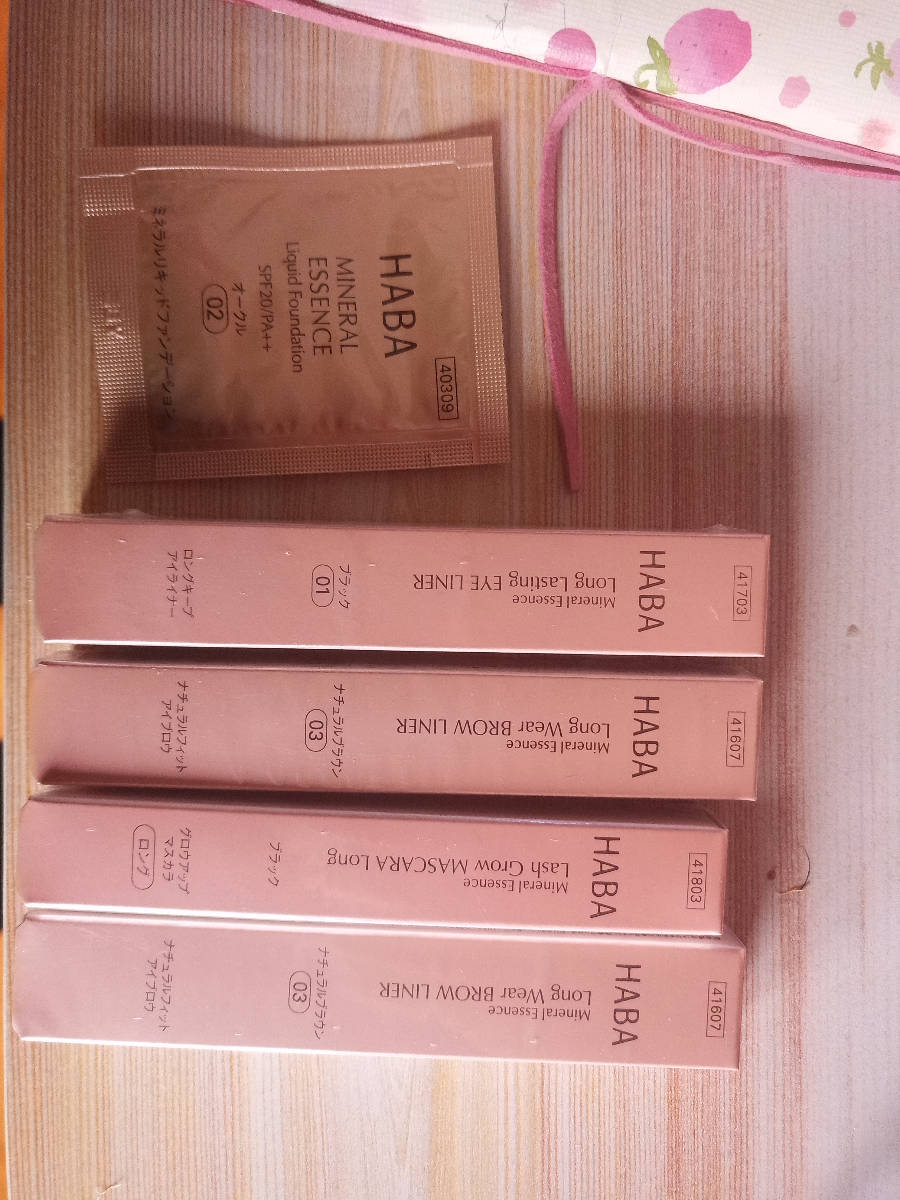 40309
HABA
MINERAL
ESSENCE
Liquid Foundation
SPF20/PA++
オークル
02
ミネラルリキッドファンデーション
41703
HABA
Mineral Essence
Long Lasting EYE LINER
ブラック
01
ロングキープ
アイライナー
41607
HABA
Mineral Essence
Long Wear BROW LINER
ナチュラルブラウン
03
ナチュラルフィット
アイブロウ
41803
HABA
Mineral Essence
Lash Grow MASCARA Long
ブラック
グロウアップ
マスカラ
ロング
41607
HABA
Mineral Essence
Long Wear BROW LINER
ナチュラルブラウン
03
ナチュラルフィット
アイブロウ